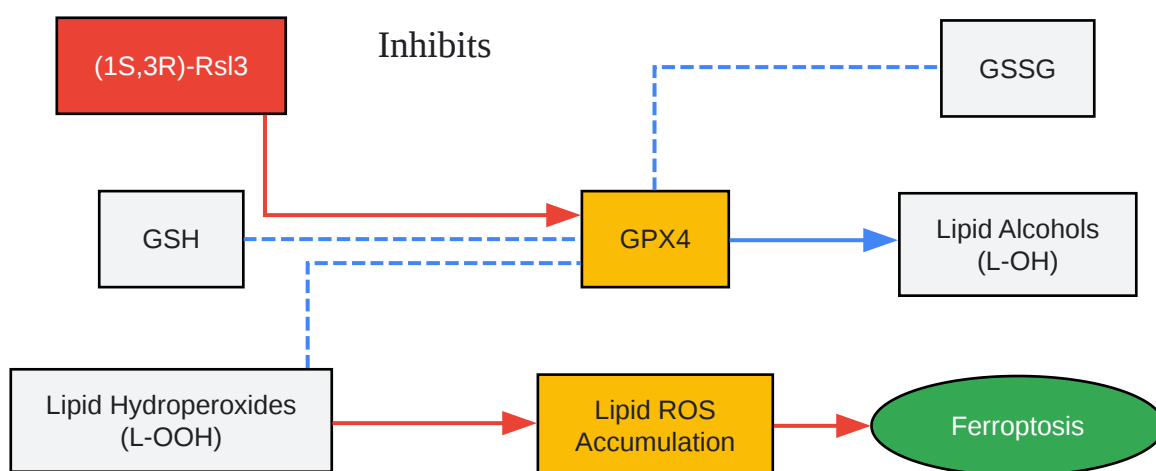 (1S,3R)-Rsl3
Inhibits
GSSG
GSH
GPX4
Lipid Alcohols
(L-OH)
Lipid Hydroperoxides
(L-OOH)
Lipid ROS
Accumulation
Ferroptosis